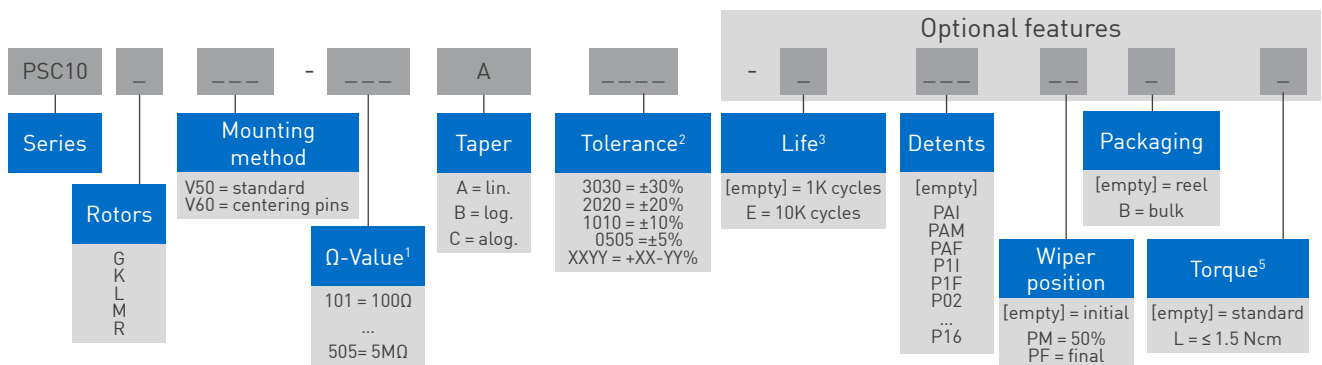 Optional features
PSC10 _ _ _ _ - _ _ _ A _ _ _ _ - _ _ _ _ _ _ _ _
Series
Rotors
G
K
L
M
R
Mounting
method
V50 = standard
V60 = centering pins
Ω-Value¹
101 = 100Ω
...
505= 5MΩ
Taper
A = lin.
B = log.
C = alog.
Tolerance²
3030 = ±30%
2020 = ±20%
1010 = ±10%
0505 =±5%
XXYY = +XX-YY%
Life³
[empty] = 1K cycles
E = 10K cycles
Detents
[empty]
PAI
PAM
PAF
P1I
P1F
P02
...
P16
Wiper
position
[empty] = initial
PM = 50%
PF = final
Packaging
[empty] = reel
B = bulk
Torque⁵
[empty] = standard
L = ≤ 1.5 Ncm